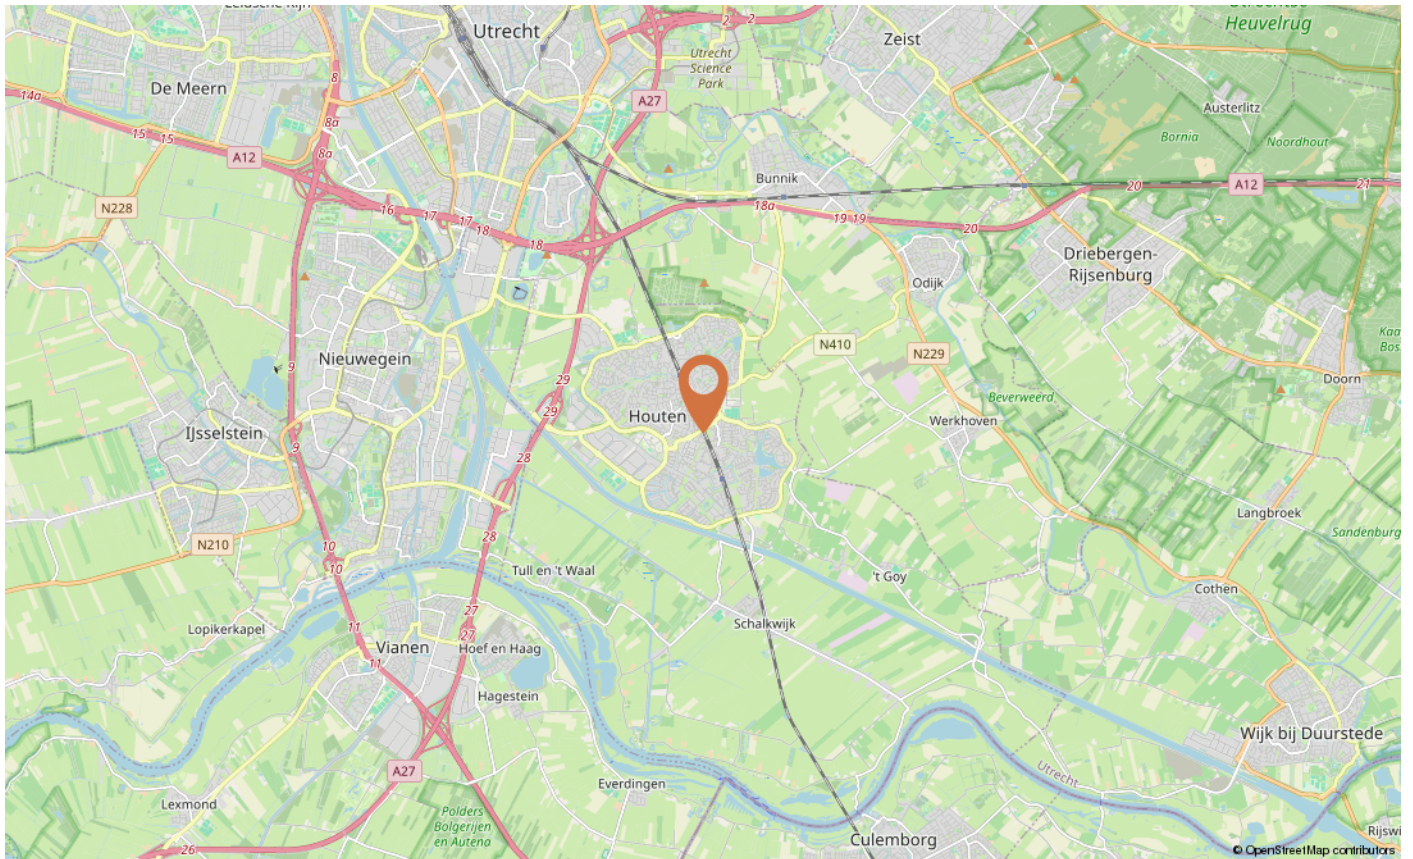 Utrecht
Zeist
Heuvelrug
De Meern
Utrecht
Science
Park
Austerlitz
Bornia
Noordhout
14a
8
2
2
A27
15
15
8a
8a
A12
Bunnik
N228
16
17
17
18
18
18a
19
19
20
20
A12
21
Driebergen-
Rijsenburg
Odijk
Nieuwegein
9
N410
N229
29
29
Doorn
Beverweerd
Houten
Werkhoven
IJsselstein
9
28
Langbroek
Sandenburg
N210
10
10
28
Tull en 't Waal
't Goy
Cothen
27
27
Lopikerkapel
11
11
Vianen
Hoef en Haag
Schalkwijk
Hagestein
Wijk bij Duurstede
A27
Everdingen
Utrecht
Lexmond
Polders
Bolgerijen
en Autena
26
Culemborg
© OpenStreetMap contributors